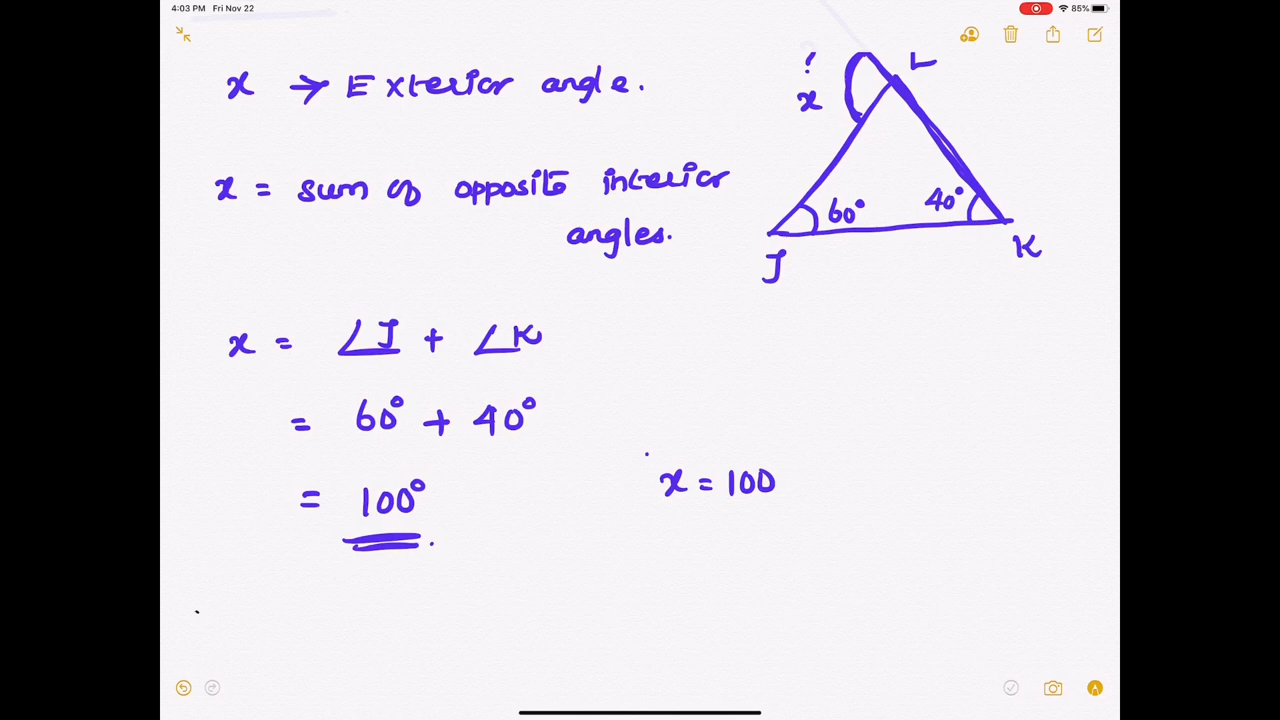 4:03 PM Fri Nov 22
85%
x → Exterior angle.
x = sum of opposite interior
angles.
x = ∠J + ∠K
= 60° + 40°
= 100°
x = 100
?
x
L
60°
40°
J
K